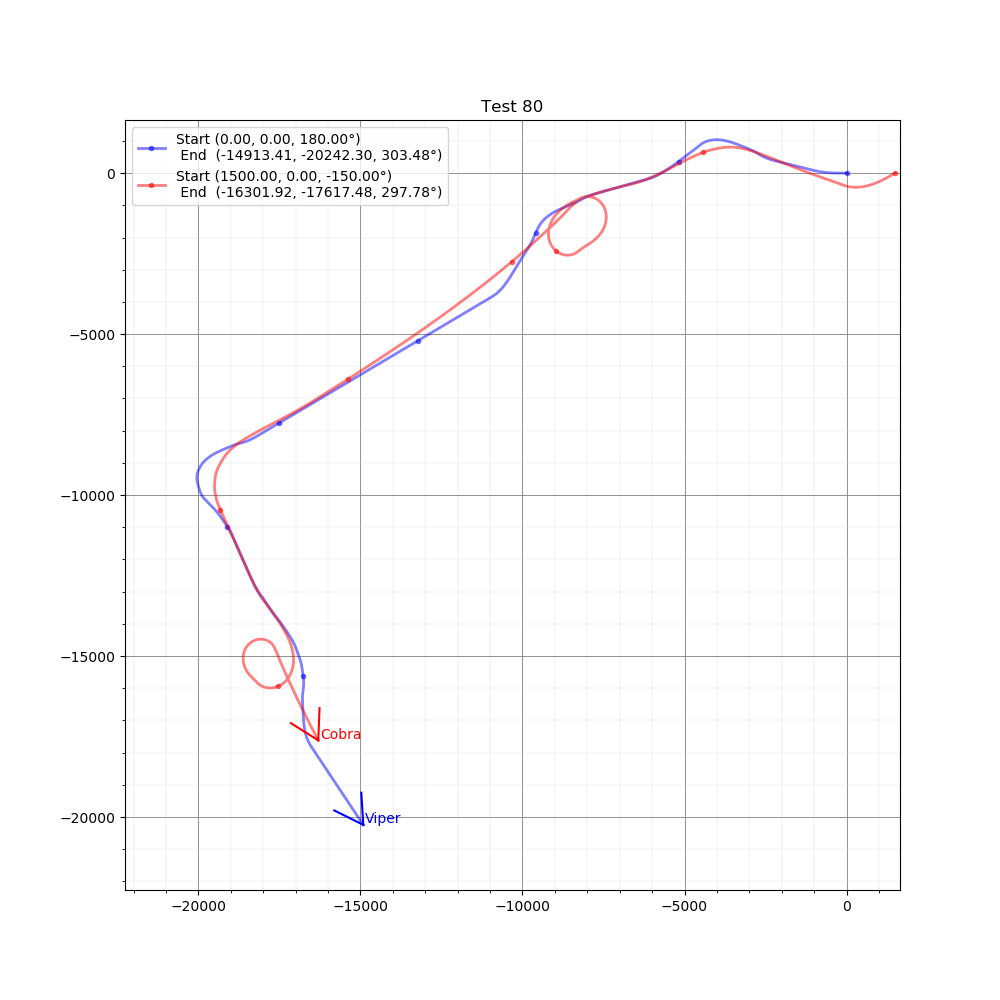 Test 80
Start (0.00, 0.00, 180.00°)
End  (-14913.41, -20242.30, 303.48°)
Start (1500.00, 0.00, -150.00°)
End  (-16301.92, -17617.48, 297.78°)
0
−5000
−10000
−15000
−20000
Cobra
Viper
−20000 −15000 −10000 −5000 0